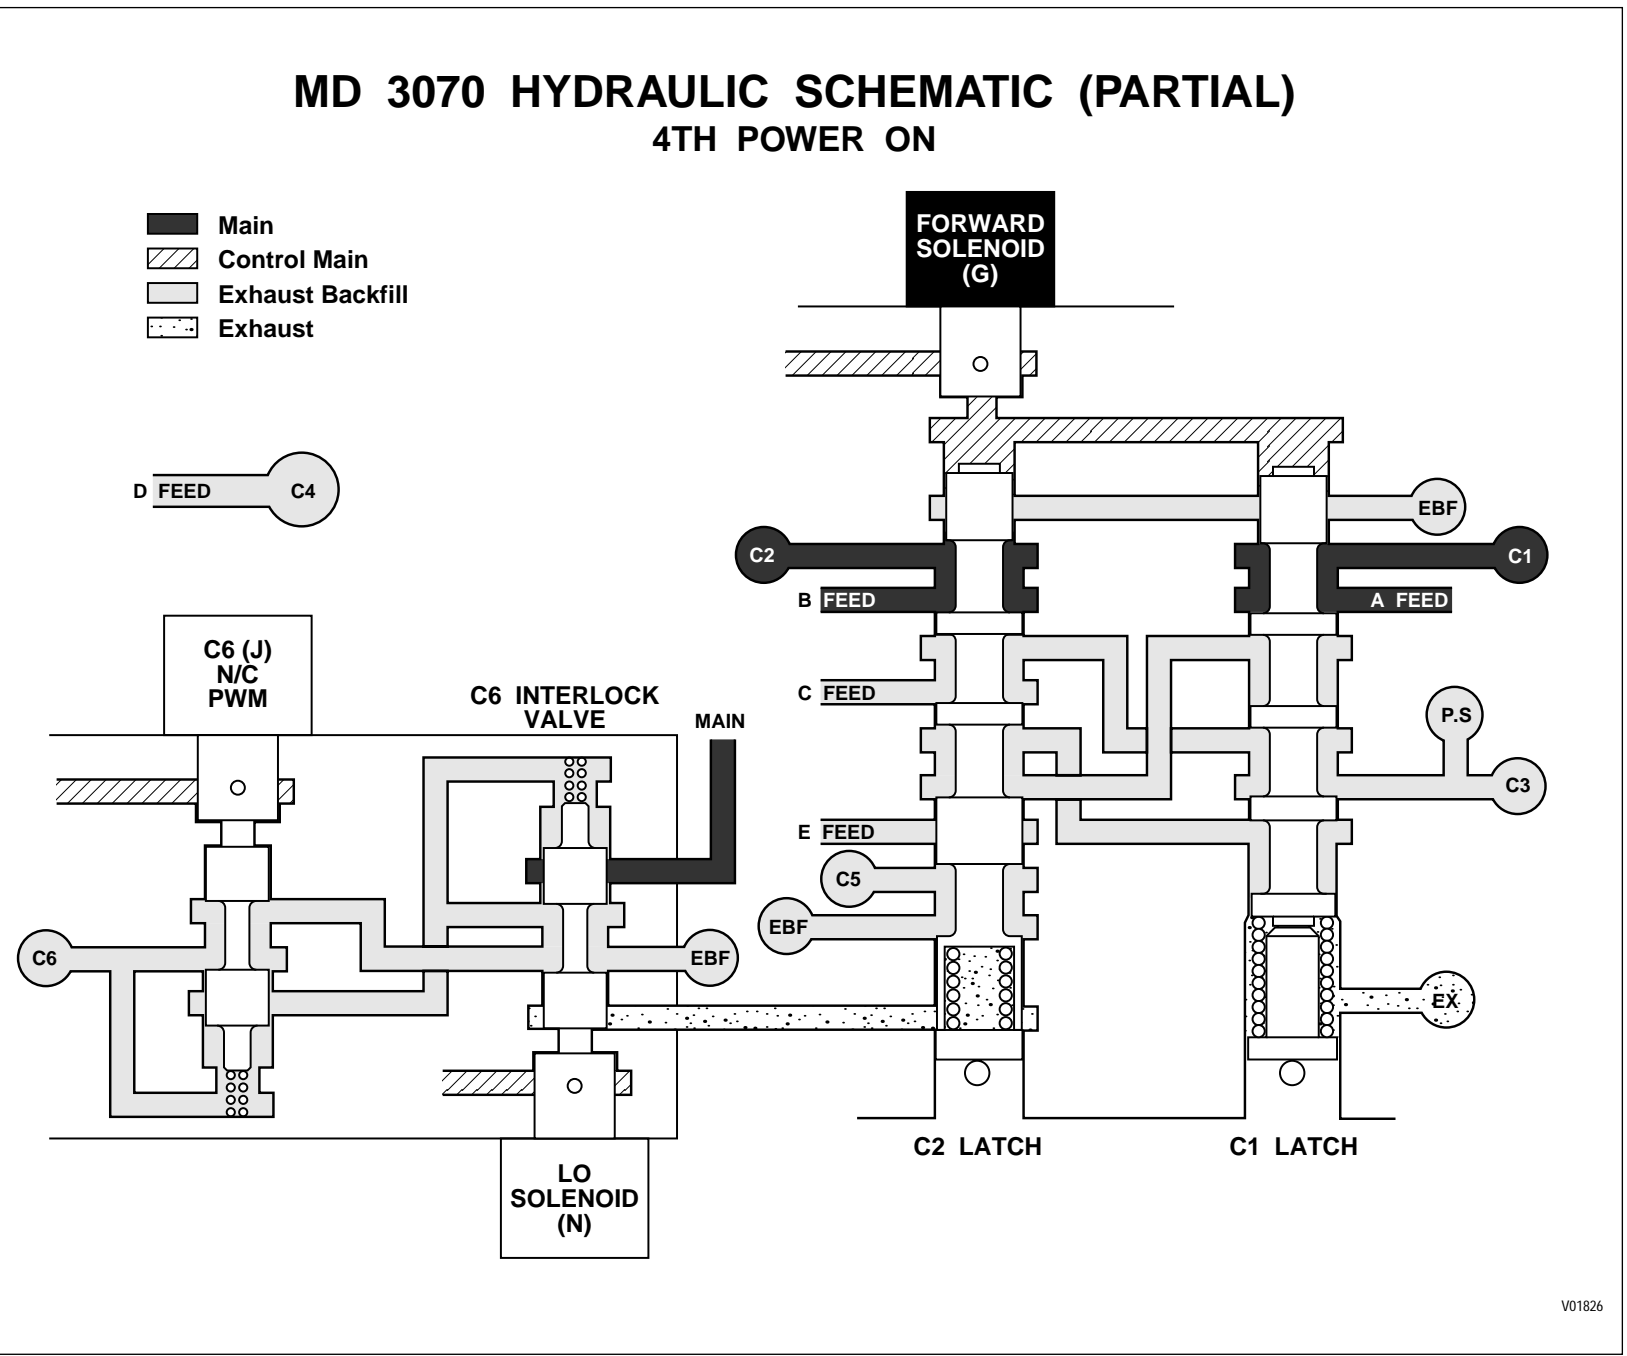 MD 3070 HYDRAULIC SCHEMATIC (PARTIAL)
4TH POWER ON
Main
Control Main
Exhaust Backfill
Exhaust
FORWARD
SOLENOID
(G)
D FEED
C4
EBF
C2
C1
B FEED
A FEED
C6 (J)
N/C
PWM
C6 INTERLOCK
VALVE
MAIN
C FEED
P.S
C3
E FEED
C5
EBF
C6
EBF
EX
C2 LATCH
C1 LATCH
LO
SOLENOID
(N)
V01826